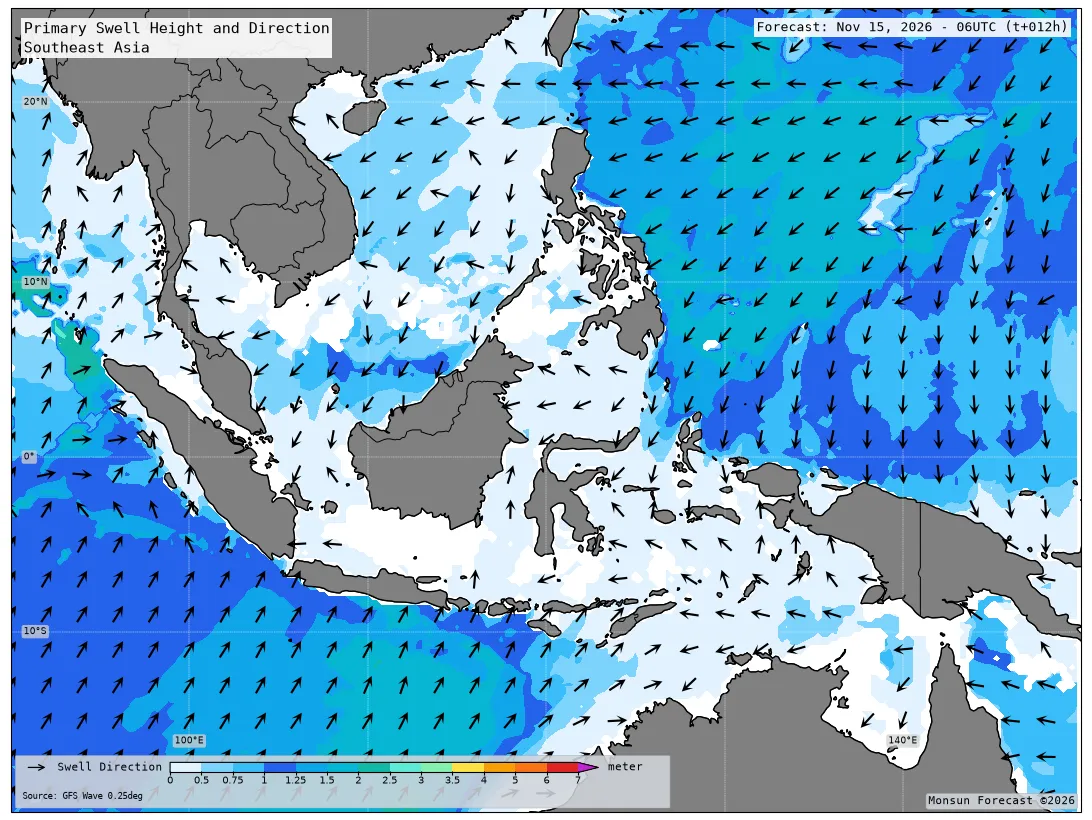 Primary Swell Height and Direction
Southeast Asia
Forecast: Nov 15, 2026 - 06UTC (t+012h)
20°N
10°N
0°
10°S
100°E
140°E
Swell Direction
0 0.5 0.75 1 1.25 1.5 2 2.5 3 3.5 4 5 6 7
meter
Source: GFS Wave 0.25deg
Monsun Forecast ©2026